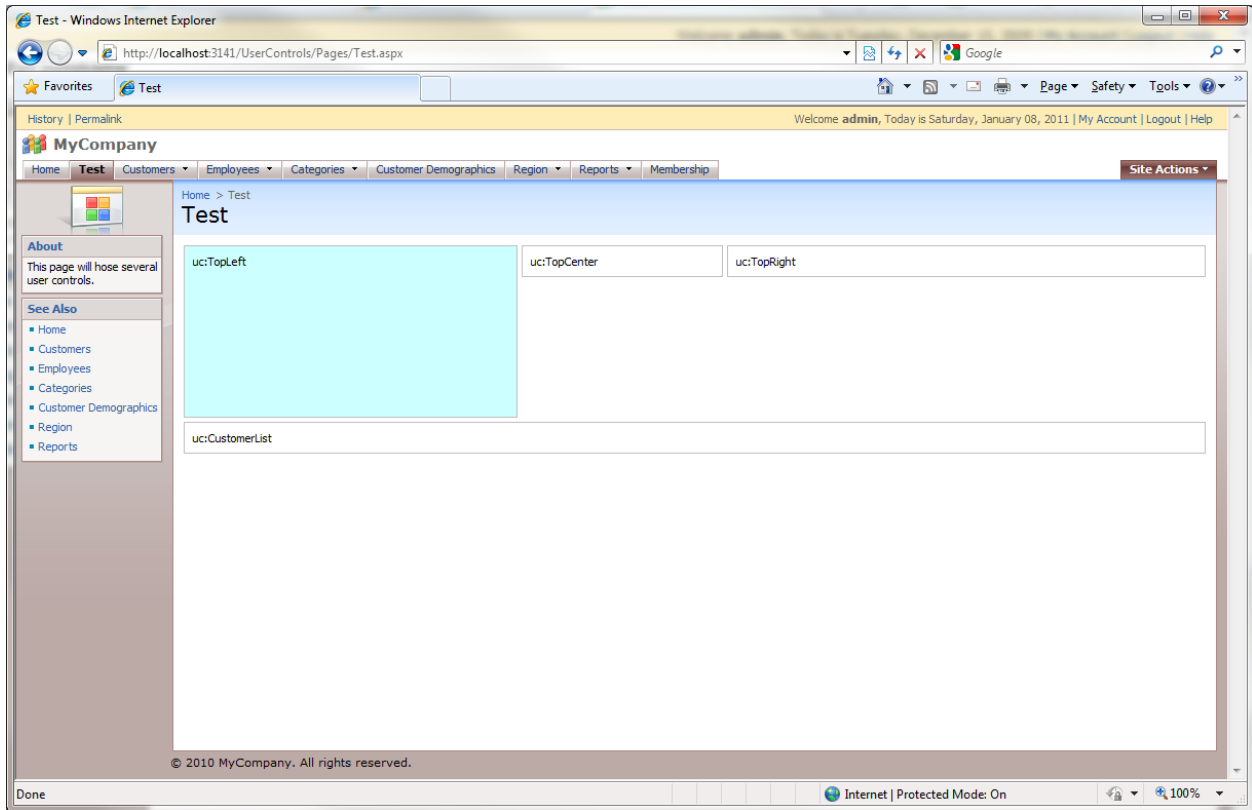 Test - Windows Internet Explorer
http://localhost:3141/UserControls/Pages/Test.aspx
Google
Favorites
Test
Page
Safety
Tools
History | Permalink
Welcome admin, Today is Saturday, January 08, 2011 | My Account | Logout | Help
MyCompany
Home Test Customers Employees Categories Customer Demographics Region Reports Membership
Site Actions
Home > Test
Test
About
This page will hose several
user controls.
See Also
Home
Customers
Employees
Categories
Customer Demographics
Region
Reports
uc:TopLeft
uc:TopCenter
uc:TopRight
uc:CustomerList
© 2010 MyCompany. All rights reserved.
Done
Internet | Protected Mode: On
100%